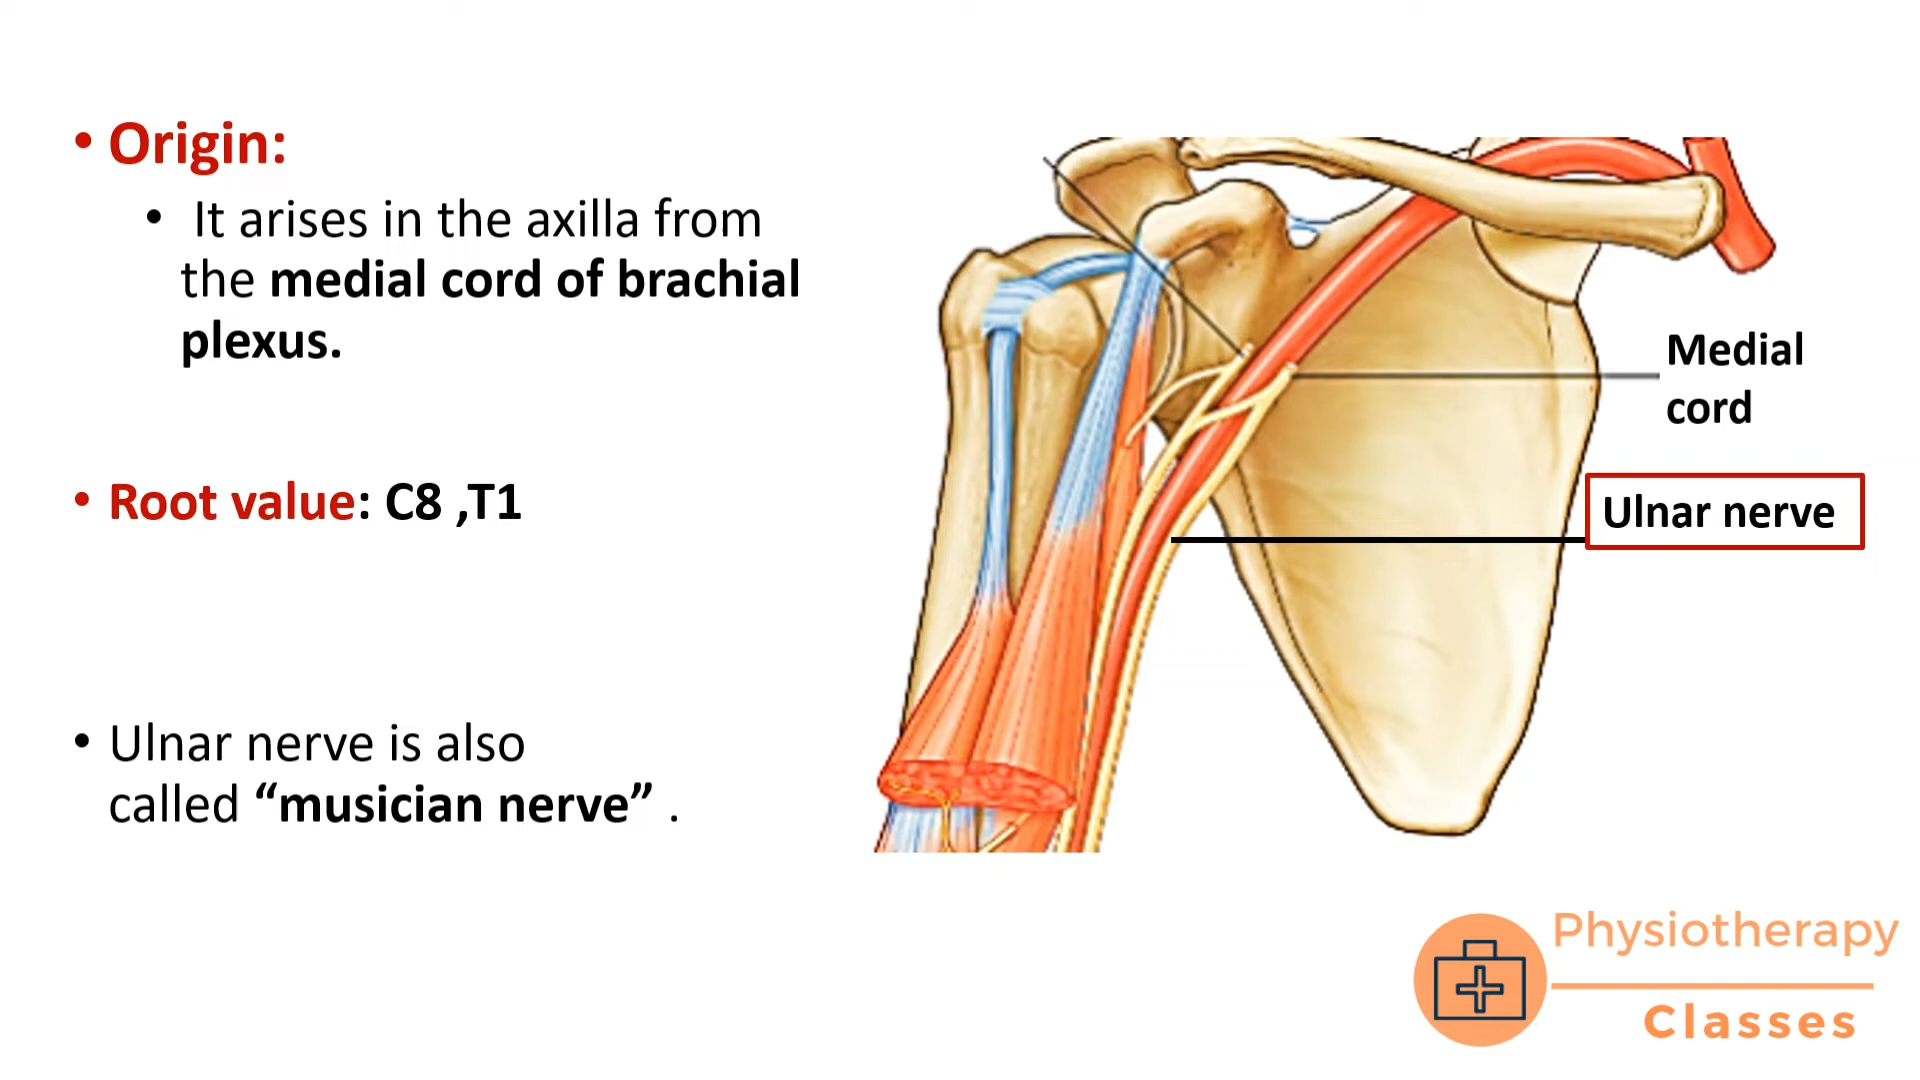 • Origin:
• It arises in the axilla from
the medial cord of brachial
plexus.
• Root value: C8 ,T1
• Ulnar nerve is also
called “musician nerve” .
Medial
cord
Ulnar nerve
Physiotherapy
Classes